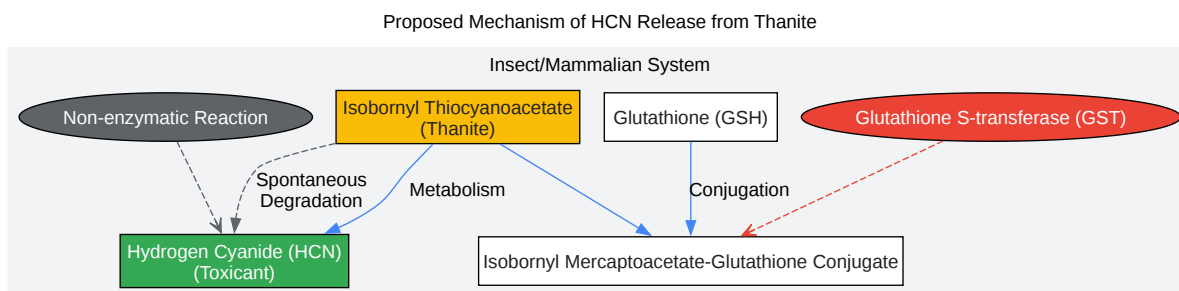 Proposed Mechanism of HCN Release from Thanite
Insect/Mammalian System
Non-enzymatic Reaction
Isobornyl Thiocyanoacetate
(Thanite)
Glutathione (GSH)
Glutathione S-transferase (GST)
Spontaneous
Degradation
Metabolism
Conjugation
Hydrogen Cyanide (HCN)
(Toxicant)
Isobornyl Mercaptoacetate-Glutathione Conjugate